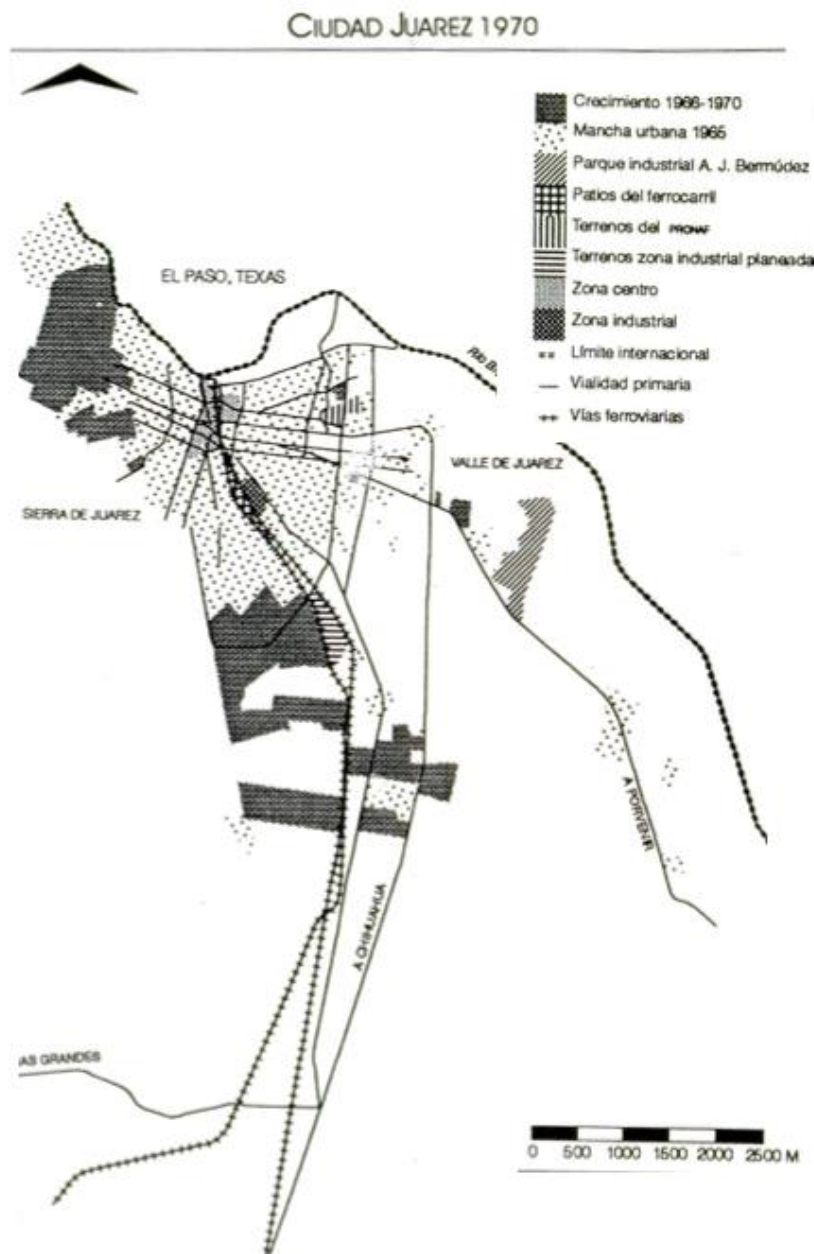 CIUDAD JUAREZ 1970
Crecimiento 1966-1970
Mancha urbana 1965
Parque industrial A. J. Bermúdez
Patios del ferrocarril
Terrenos del PRONAF
Terrenos zona industrial planeada
Zona centro
Zona industrial
Límite internacional
Vialidad primaria
Vías ferroviarias
EL PASO, TEXAS
RIO B
VALLE DE JUAREZ
SIERRA DE JUAREZ
A PORVENIR
A CHIHUAHUA
AS GRANDES
0 500 1000 1500 2000 2500 M